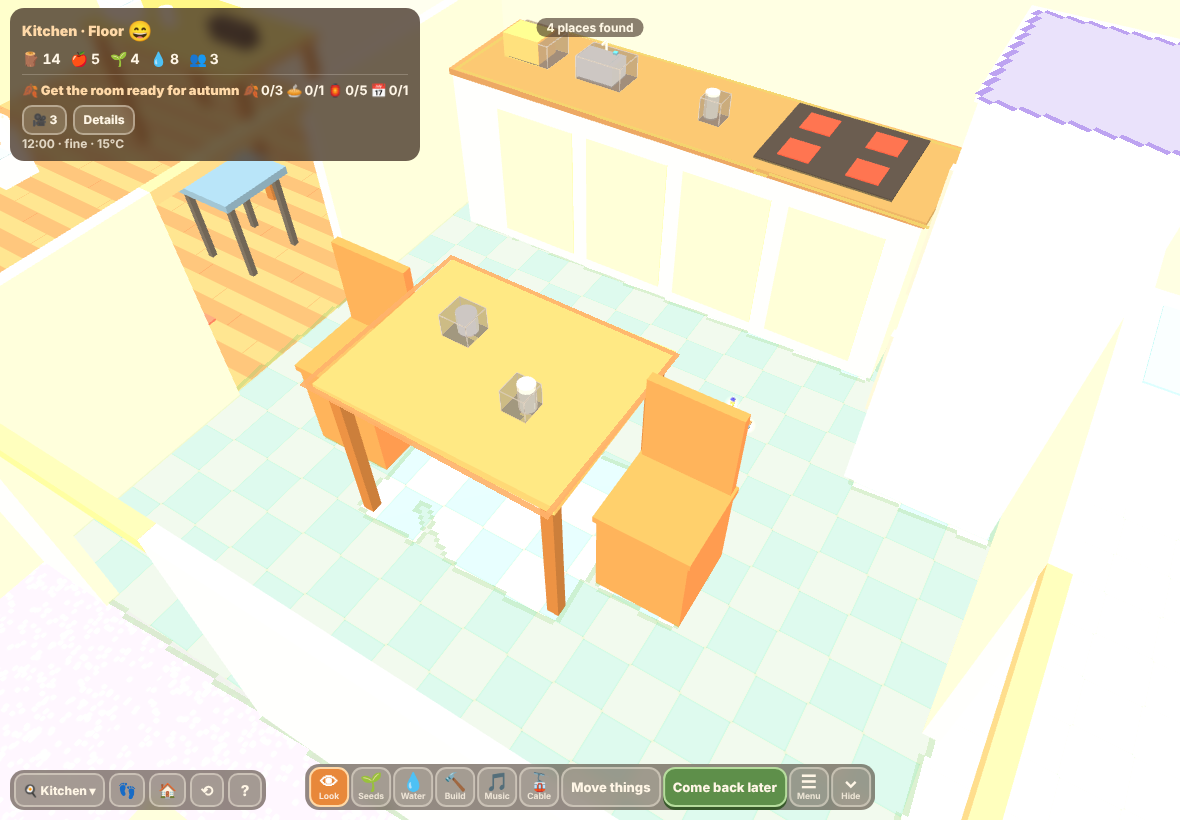 Kitchen · Floor 😄
🪵 14 🍎 5 🌱 4 💧 8 👥 3
🍂 Get the room ready for autumn 🍂 0/3 🍲 0/1 🏮 0/5 📅 0/1
🎥 3 Details
12:00 · fine · 15°C
4 places found
🍳 Kitchen ▾ 👣 🏠 ⟲ ?
Look Seeds Water Build Music Cable Move things Come back later Menu Hide